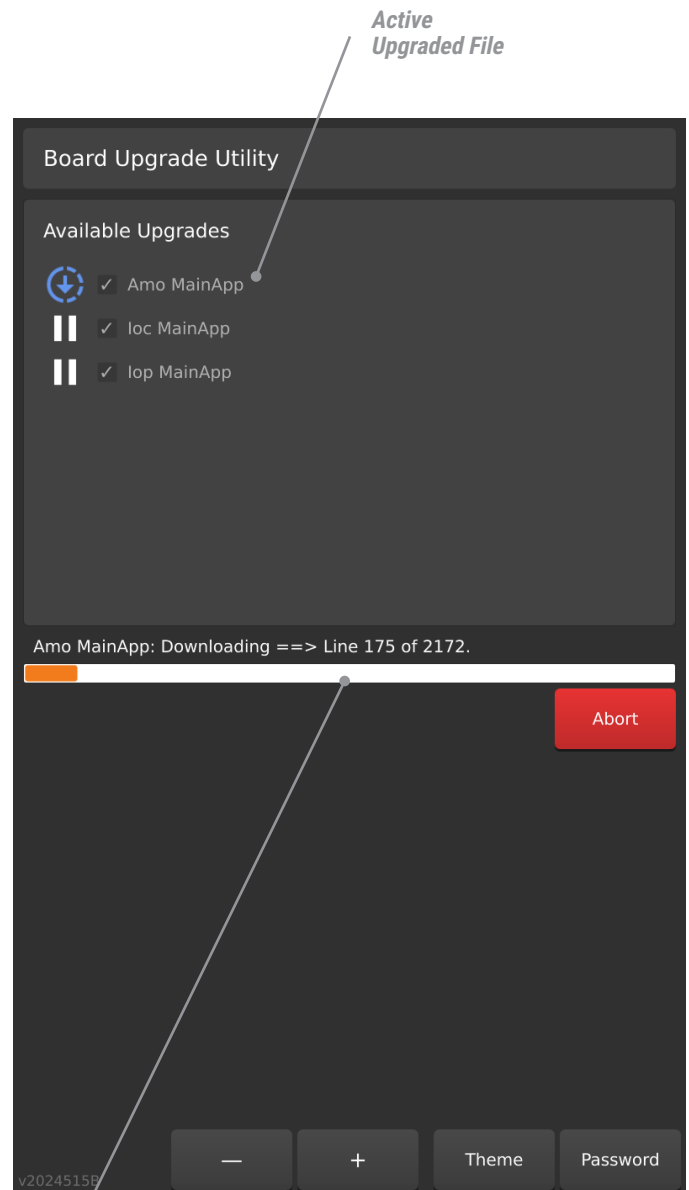 Active
Upgraded File
Board Upgrade Utility
Available Upgrades
Amo MainApp
Ioc MainApp
Iop MainApp
Amo MainApp: Downloading ==> Line 175 of 2172.
Abort
— + Theme Password
v2024515B